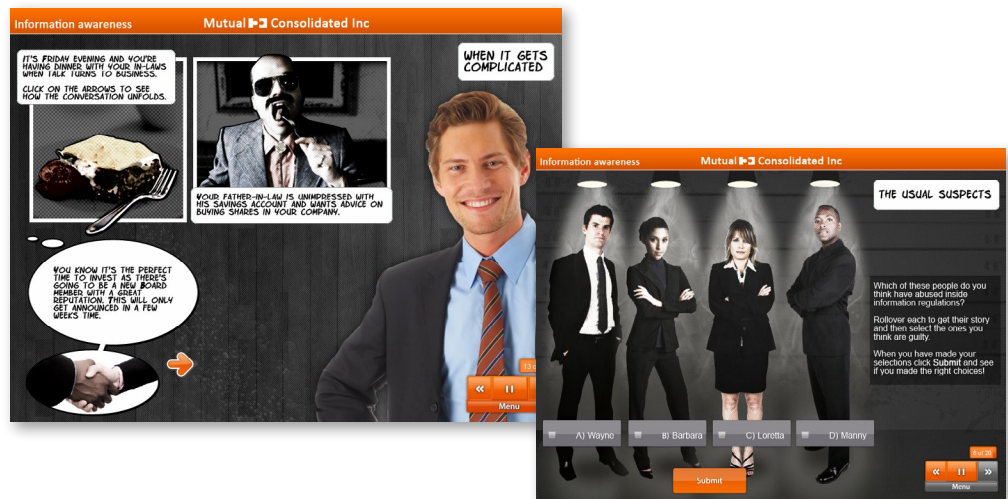 Information awareness
Mutual Consolidated Inc
IT'S FRIDAY EVENING AND YOU'RE
HAVING DINNER WITH YOUR IN-LAWS
WHEN TALK TURNS TO BUSINESS.
CLICK ON THE ARROWS TO SEE
HOW THE CONVERSATION UNFOLDS.
WHEN IT GETS
COMPLICATED
YOUR FATHER-IN-LAW IS UNIMPRESSED WITH
HIS SAVINGS ACCOUNT AND WANTS ADVICE ON
BUYING SHARES IN YOUR COMPANY.
YOU KNOW IT'S THE PERFECT
TIME TO INVEST AS THERE'S
GOING TO BE A NEW BOARD
MEMBER WITH A GREAT
REPUTATION. THIS WILL ONLY
GET ANNOUNCED IN A FEW
WEEKS TIME.
13 o
Menu
Information awareness
Mutual Consolidated Inc
THE USUAL SUSPECTS
Which of these people do you
think have abused inside
information regulations?
Rollover each to get their story
and then select the ones you
think are guilty.
When you have made your
selections click Submit and see
if you made the right choices!
A) Wayne
B) Barbara
C) Loretta
D) Manny
Submit
8 of 20
Menu